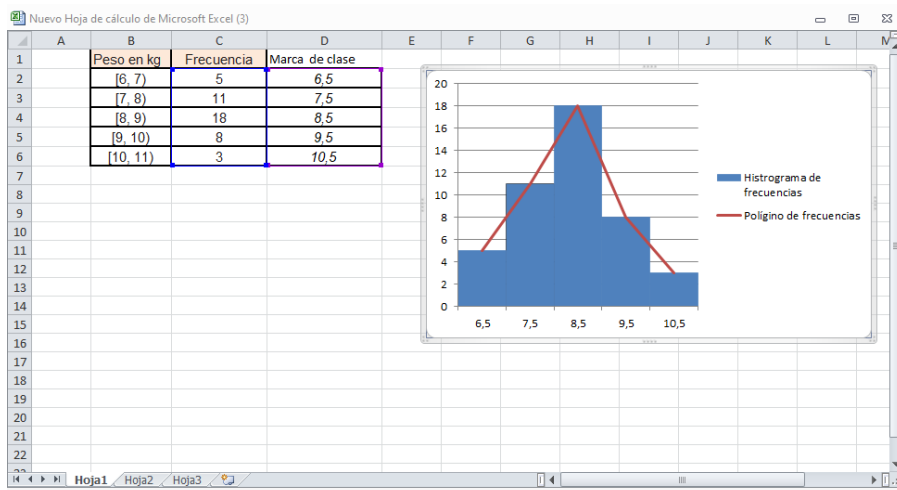 Nuevo Hoja de cálculo de Microsoft Excel (3)
A B C D E F G H I J K L M
1 Peso en kg Frecuencia Marca de clase
2 [6, 7) 5 6,5
3 [7, 8) 11 7,5
4 [8, 9) 18 8,5
5 [9, 10) 8 9,5
6 [10, 11) 3 10,5
7
8
9
10
11
12
13
14
15
16
17
18
19
20
21
22
23
20
18
16
14
12
10
8
6
4
2
0
6,5 7,5 8,5 9,5 10,5
Histrograma de
frecuencias
Polígino de frecuencias
Hoja1 Hoja2 Hoja3